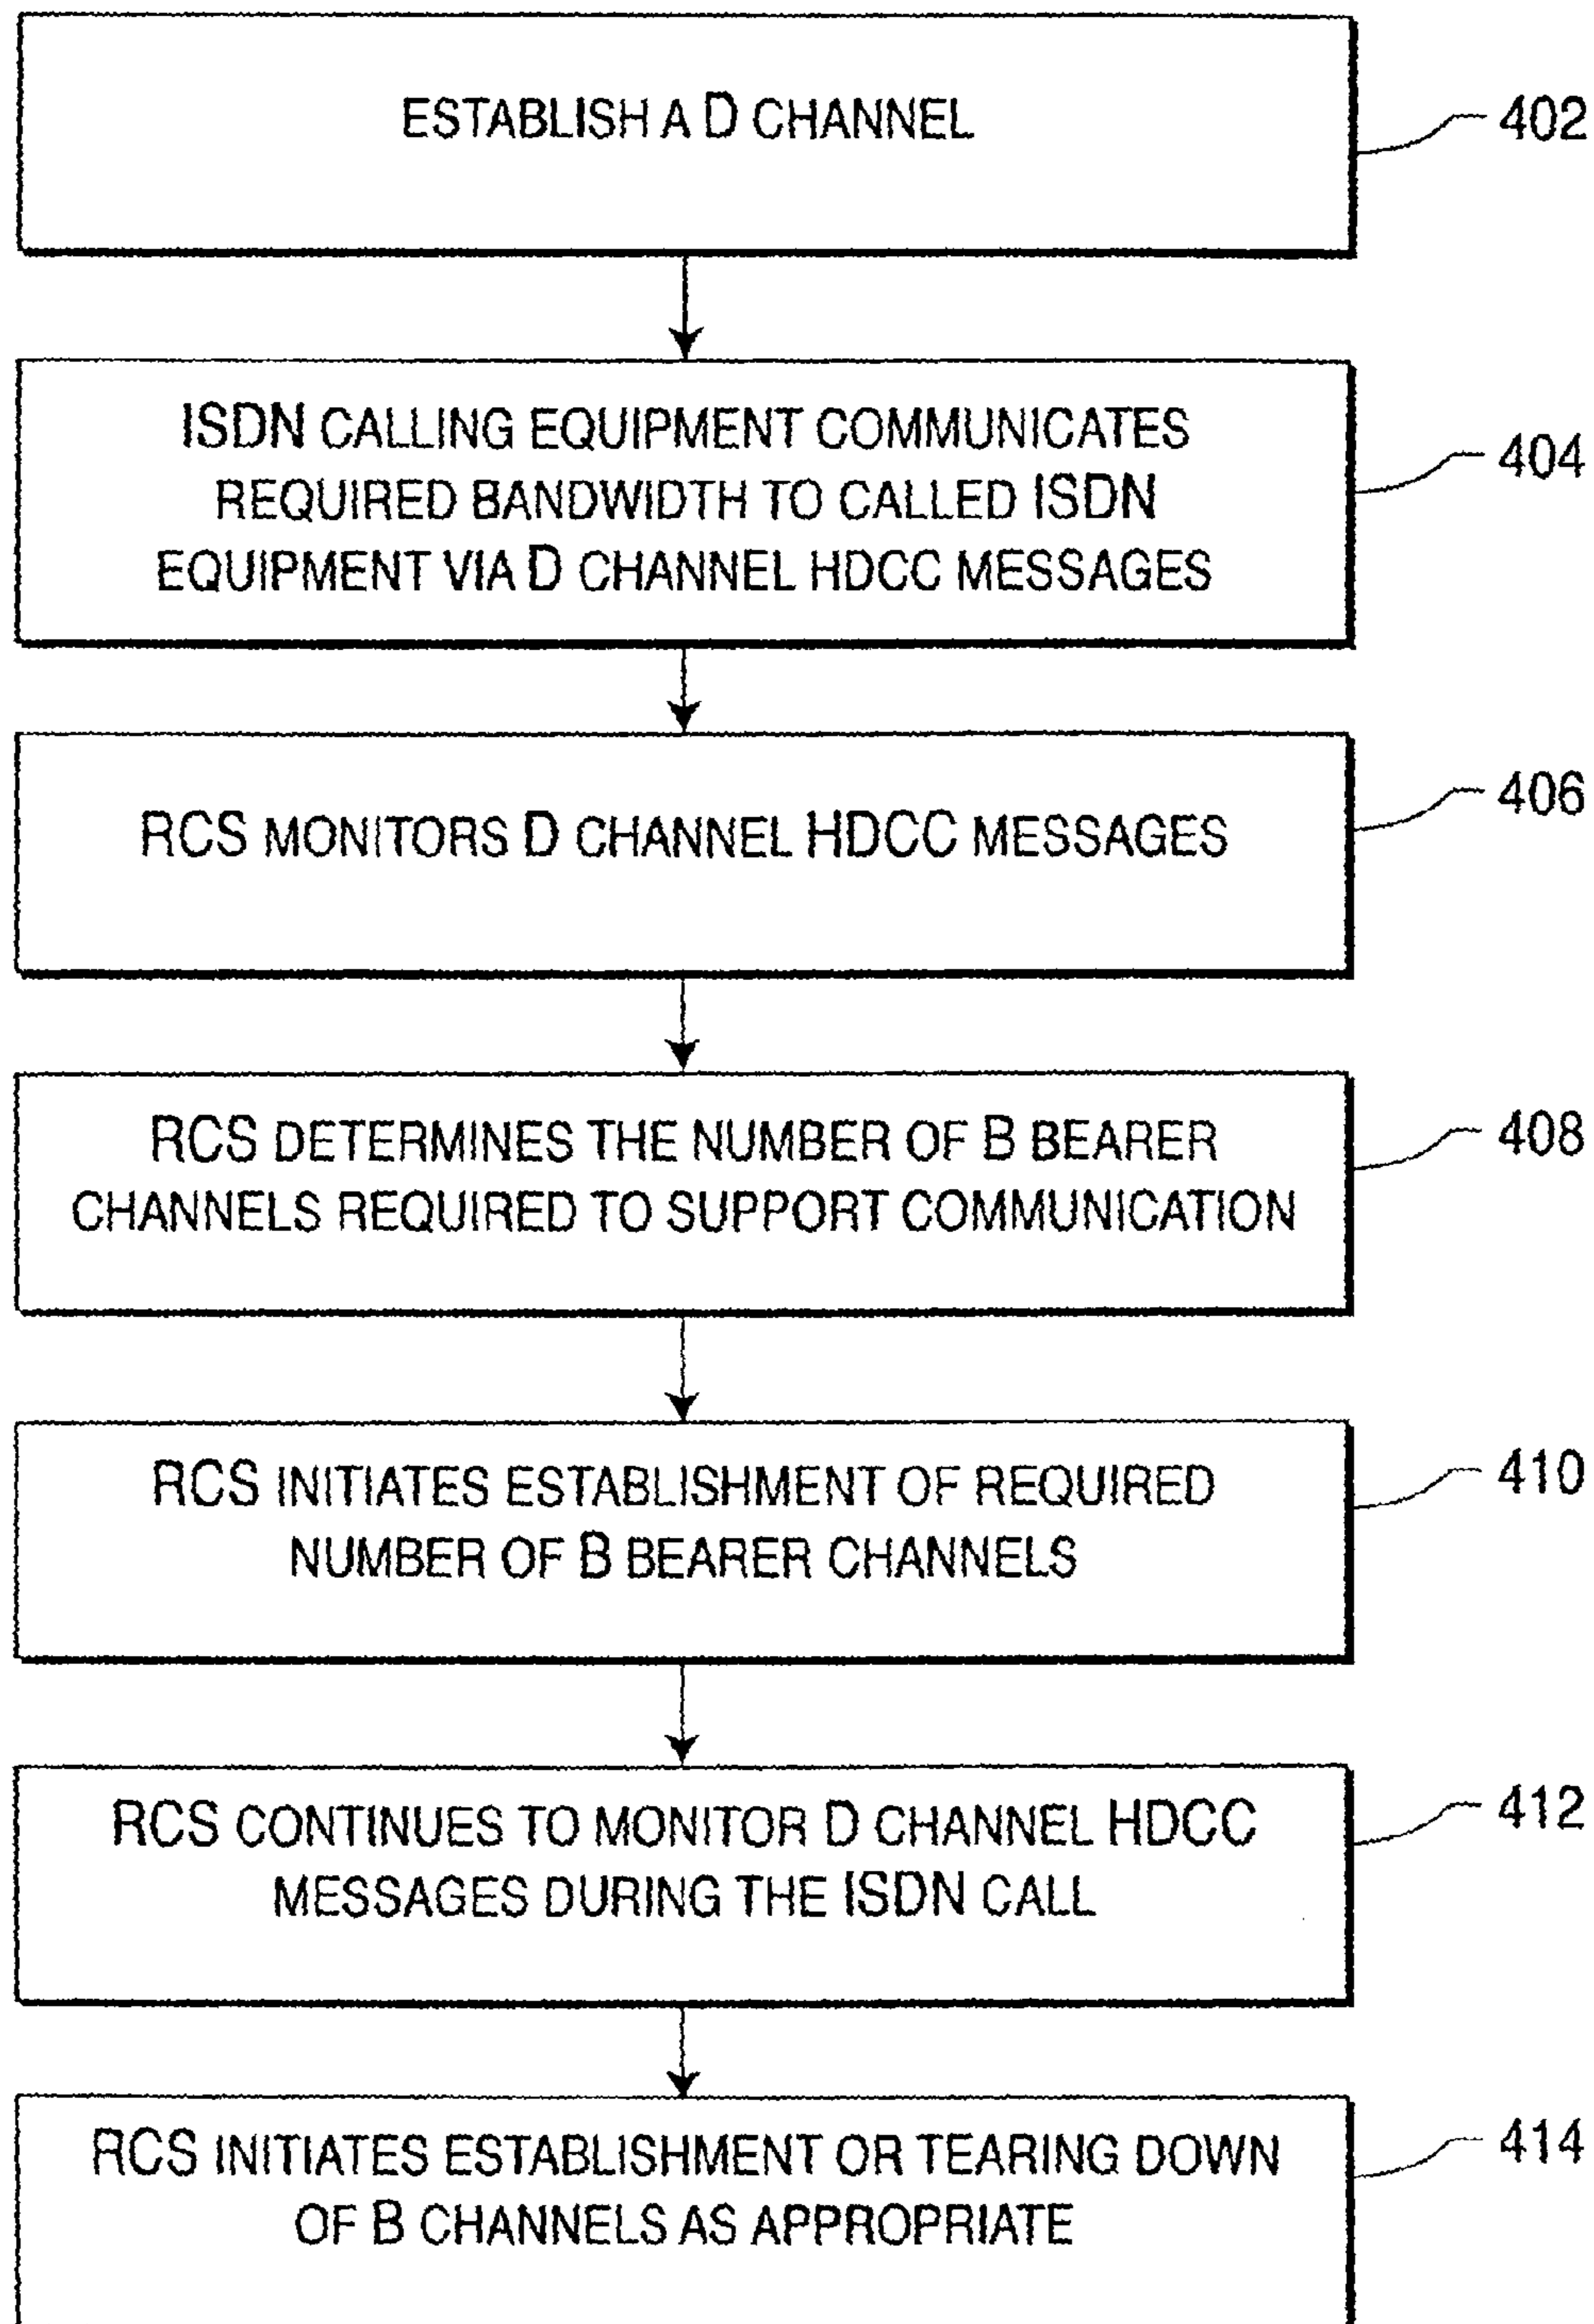 ESTABLISH A D CHANNEL
402
ISDN CALLING EQUIPMENT COMMUNICATES
REQUIRED BANDWIDTH TO CALLED ISDN
EQUIPMENT VIA D CHANNEL HDCC MESSAGES
404
RCS MONITORS D CHANNEL HDCC MESSAGES
406
RCS DETERMINES THE NUMBER OF B BEARER
CHANNELS REQUIRED TO SUPPORT COMMUNICATION
408
RCS INITIATES ESTABLISHMENT OF REQUIRED
NUMBER OF B BEARER CHANNELS
410
RCS CONTINUES TO MONITOR D CHANNEL HDCC
MESSAGES DURING THE ISDN CALL
412
RCS INITIATES ESTABLISHMENT OR TEARING DOWN
OF B CHANNELS AS APPROPRIATE
414